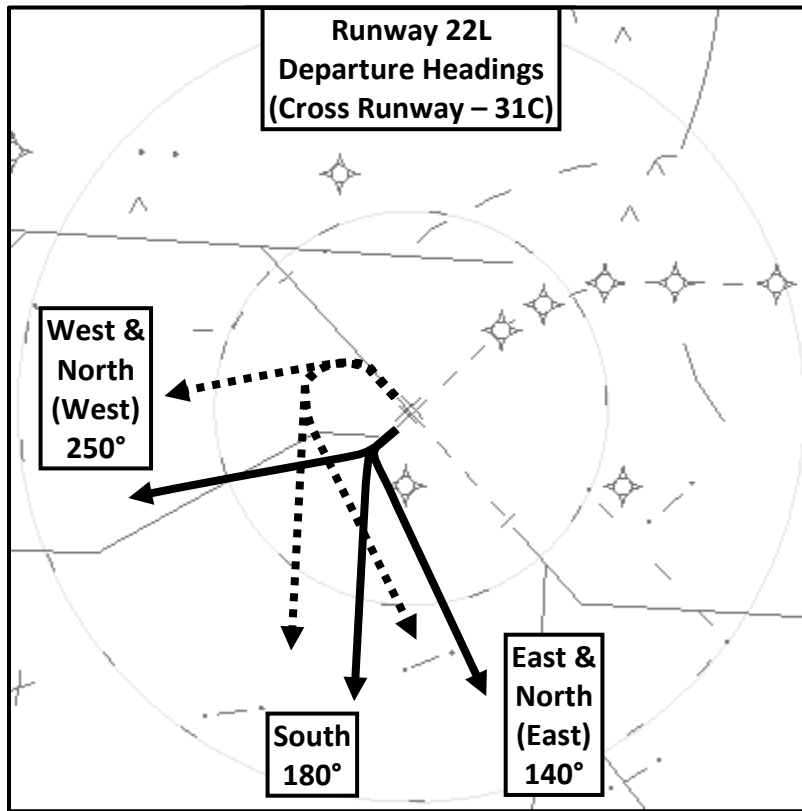 Runway 22L
Departure Headings
(Cross Runway – 31C)
West &
North
(West)
250°
East &
North
(East)
140°
South
180°